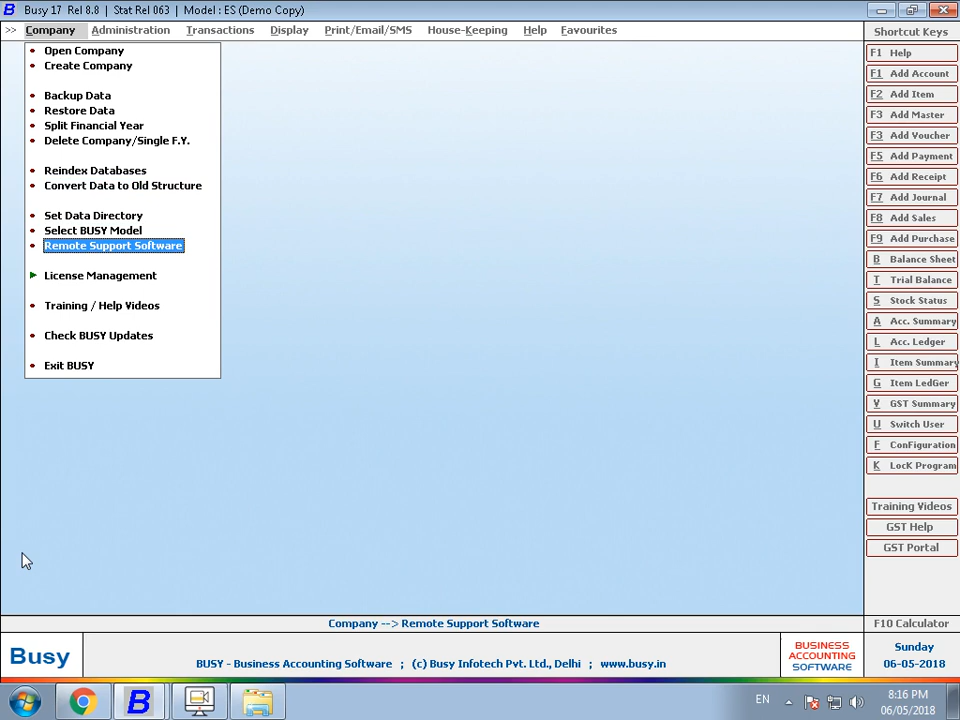 Busy 17 Rel 8.8 | Stat Rel 063 | Model : ES (Demo Copy)
>> Company Administration Transactions Display Print/Email/SMS House-Keeping Help Favourites
Open Company
Create Company
Backup Data
Restore Data
Split Financial Year
Delete Company/Single F.Y.
Reindex Databases
Convert Data to Old Structure
Set Data Directory
Select BUSY Model
Remote Support Software
License Management
Training / Help Videos
Check BUSY Updates
Exit BUSY
Shortcut Keys
F1 Help
F1 Add Account
F2 Add Item
F3 Add Master
F3 Add Voucher
F5 Add Payment
F6 Add Receipt
F7 Add Journal
F8 Add Sales
F9 Add Purchase
B Balance Sheet
T Trial Balance
S Stock Status
A Acc. Summary
L Acc. Ledger
I Item Summary
G Item LedGer
Y GST Summary
U Switch User
F ConFiguration
K LocK Program
Training Videos
GST Help
GST Portal
Company --> Remote Support Software
F10 Calculator
Busy
BUSY - Business Accounting Software ; (c) Busy Infotech Pvt. Ltd., Delhi ; www.busy.in
BUSINESS
ACCOUNTING
SOFTWARE
Sunday
06-05-2018
B
EN
8:16 PM
06/05/2018